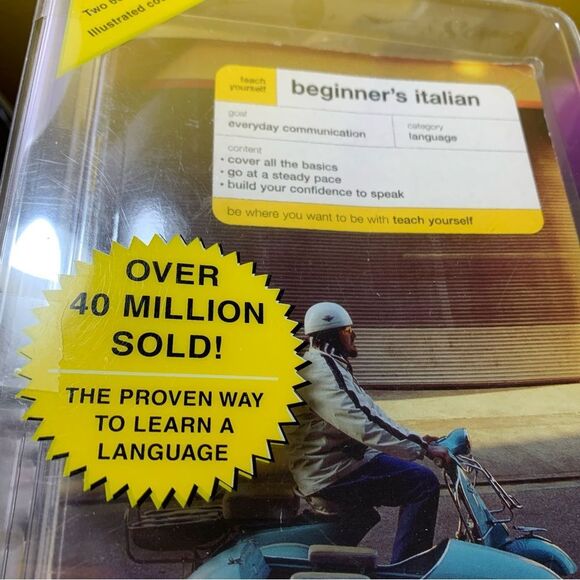 Two
Illustrated
teach
yourself
beginner's italian
goal
everyday communication
category
language
content
• cover all the basics
• go at a steady pace
• build your confidence to speak
be where you want to be with teach yourself
OVER
40 MILLION
SOLD!
THE PROVEN WAY
TO LEARN A
LANGUAGE